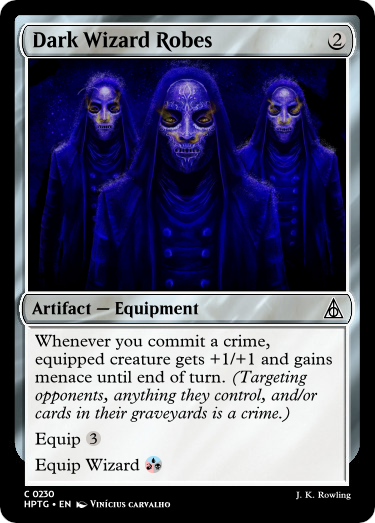 Dark Wizard Robes 2
Artifact — Equipment
Whenever you commit a crime,
equipped creature gets +1/+1 and gains
menace until end of turn. (Targeting
opponents, anything they control, and/or
cards in their graveyards is a crime.)
Equip 3
Equip Wizard
C 0230
HPTG • EN Vinícius carvalho
J. K. Rowling